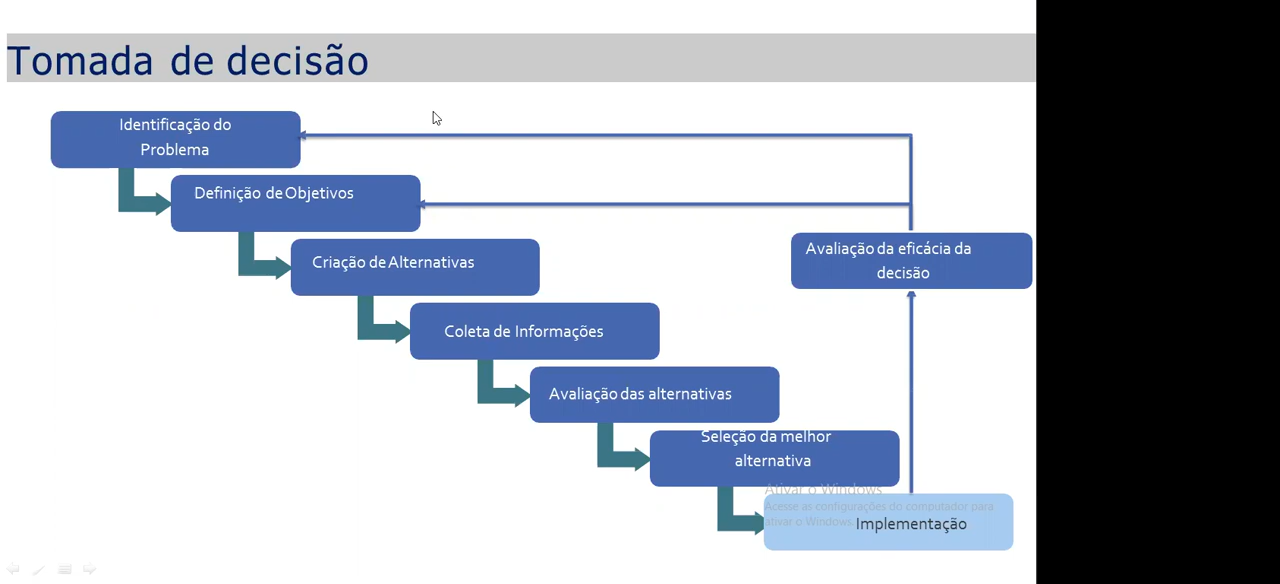 Tomada de decisão
Identificação do
Problema
Definição de Objetivos
Criação de Alternativas
Avaliação da eficácia da
decisão
Coleta de Informações
Avaliação das alternativas
Seleção da melhor
alternativa
Ativar o Windows
Acesse as configurações do computador para
ativar o Windows.
Implementação